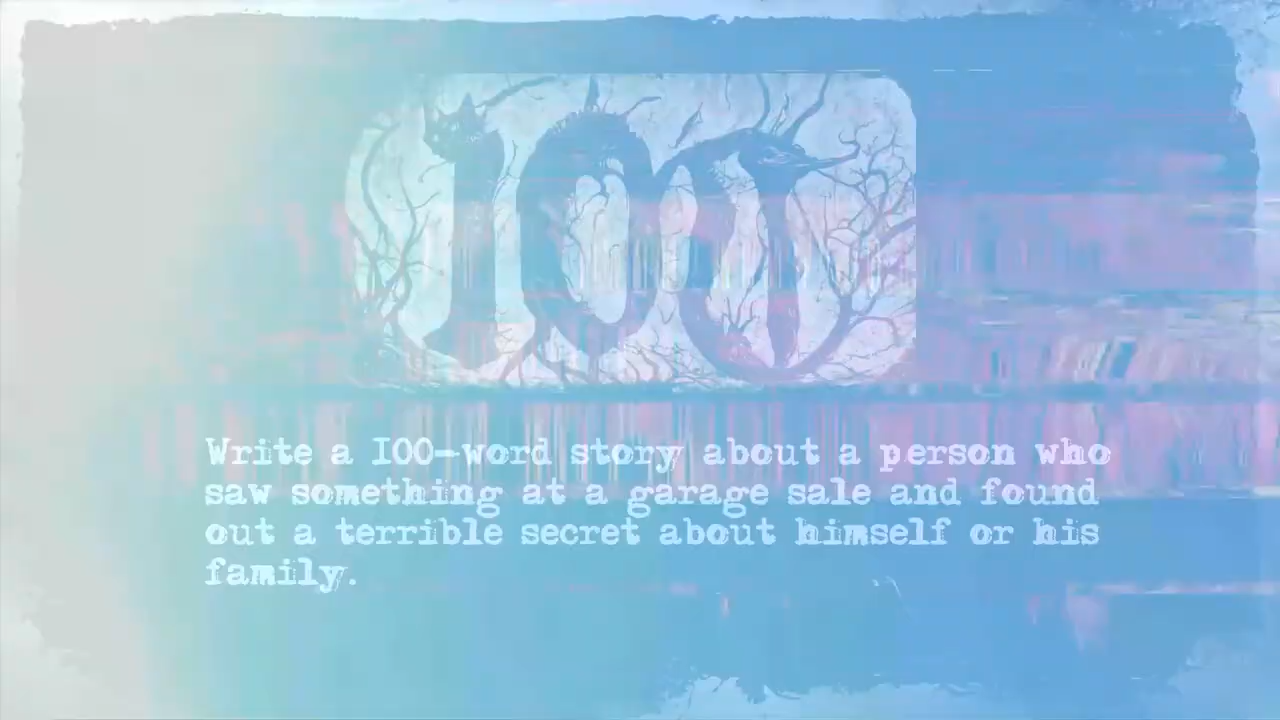 100
Write a 100-word story about a person who
saw something at a garage sale and found
out a terrible secret about himself or his
family.